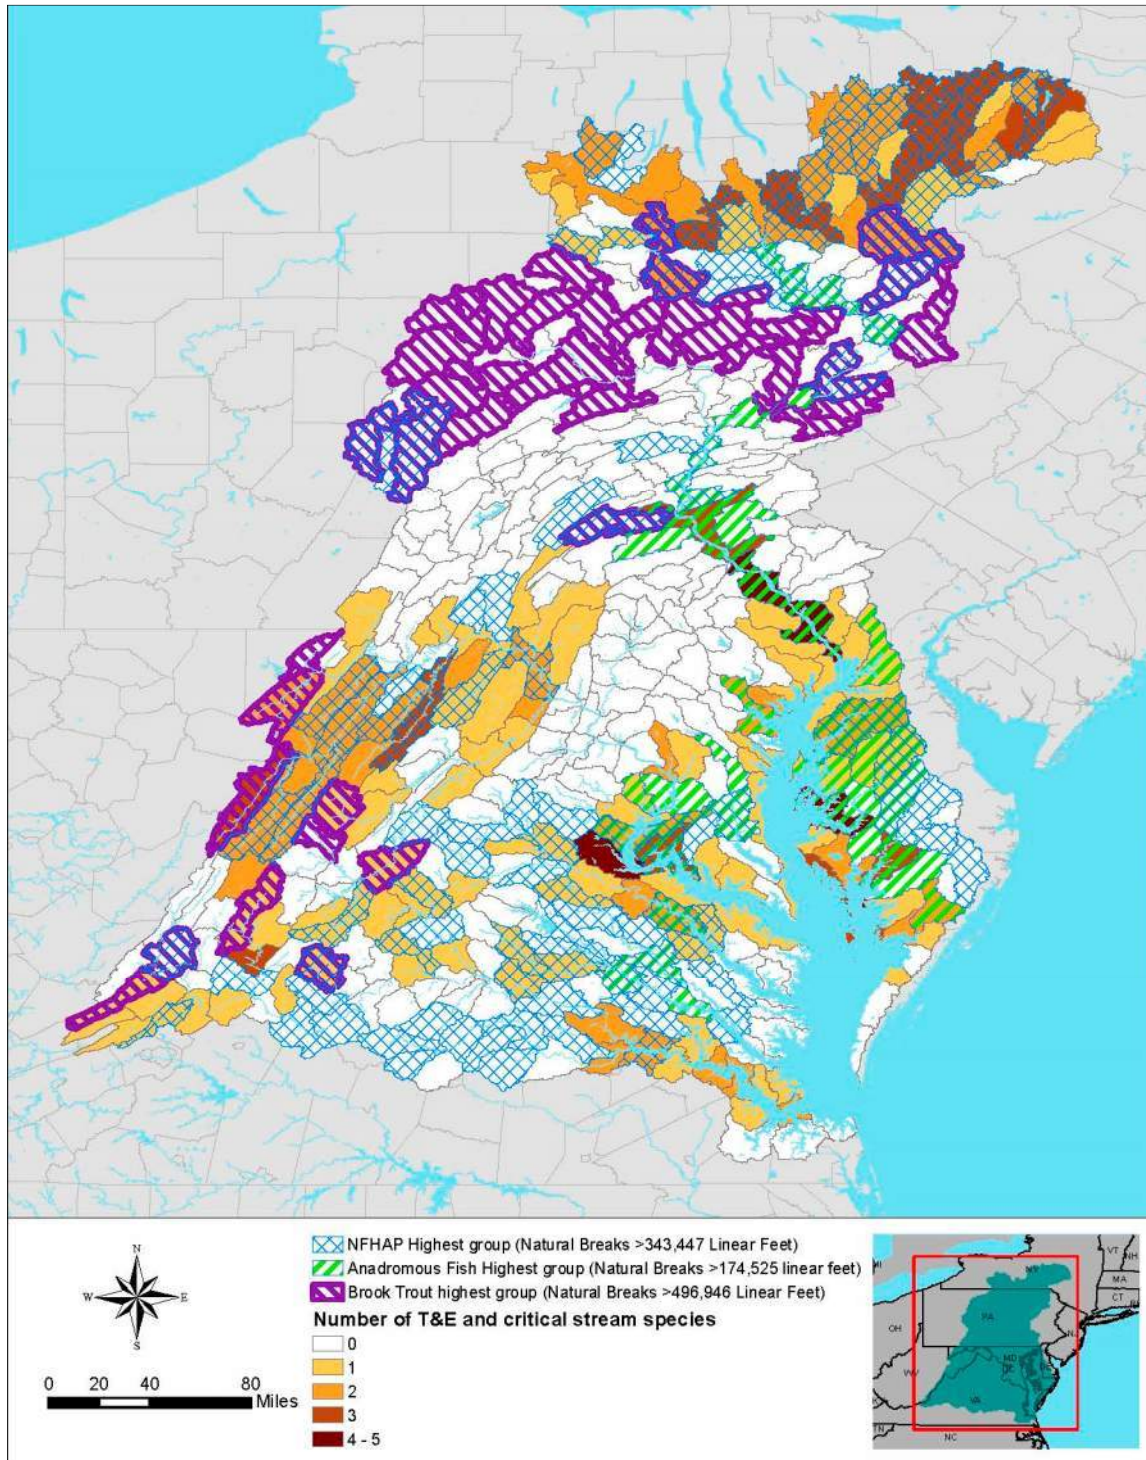 NFHAP Highest group (Natural Breaks >343,447 Linear Feet)
Anadromous Fish Highest group (Natural Breaks >174,525 linear feet)
Brook Trout highest group (Natural Breaks >496,946 Linear Feet)
Number of T&E and critical stream species
0
1
2
3
4 - 5
N
W E
S
0 20 40 80
Miles
VT NH
NY
MA
CT
PA
OH
NJ
MD
VA
TN
NC